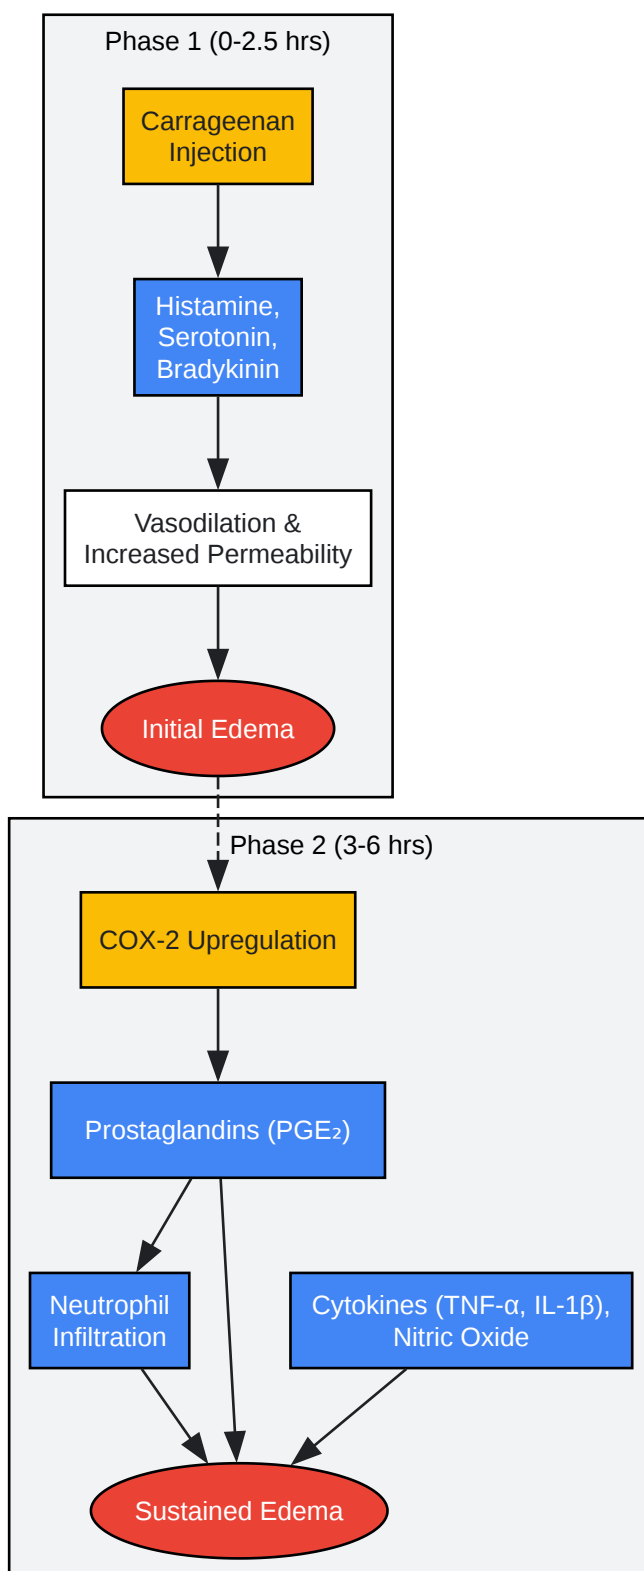 Phase 1 (0-2.5 hrs)
Carrageenan
Injection
Histamine,
Serotonin,
Bradykinin
Vasodilation &
Increased Permeability
Initial Edema
Phase 2 (3-6 hrs)
COX-2 Upregulation
Prostaglandins (PGE₂)
Neutrophil
Infiltration
Cytokines (TNF-α, IL-1β),
Nitric Oxide
Sustained Edema